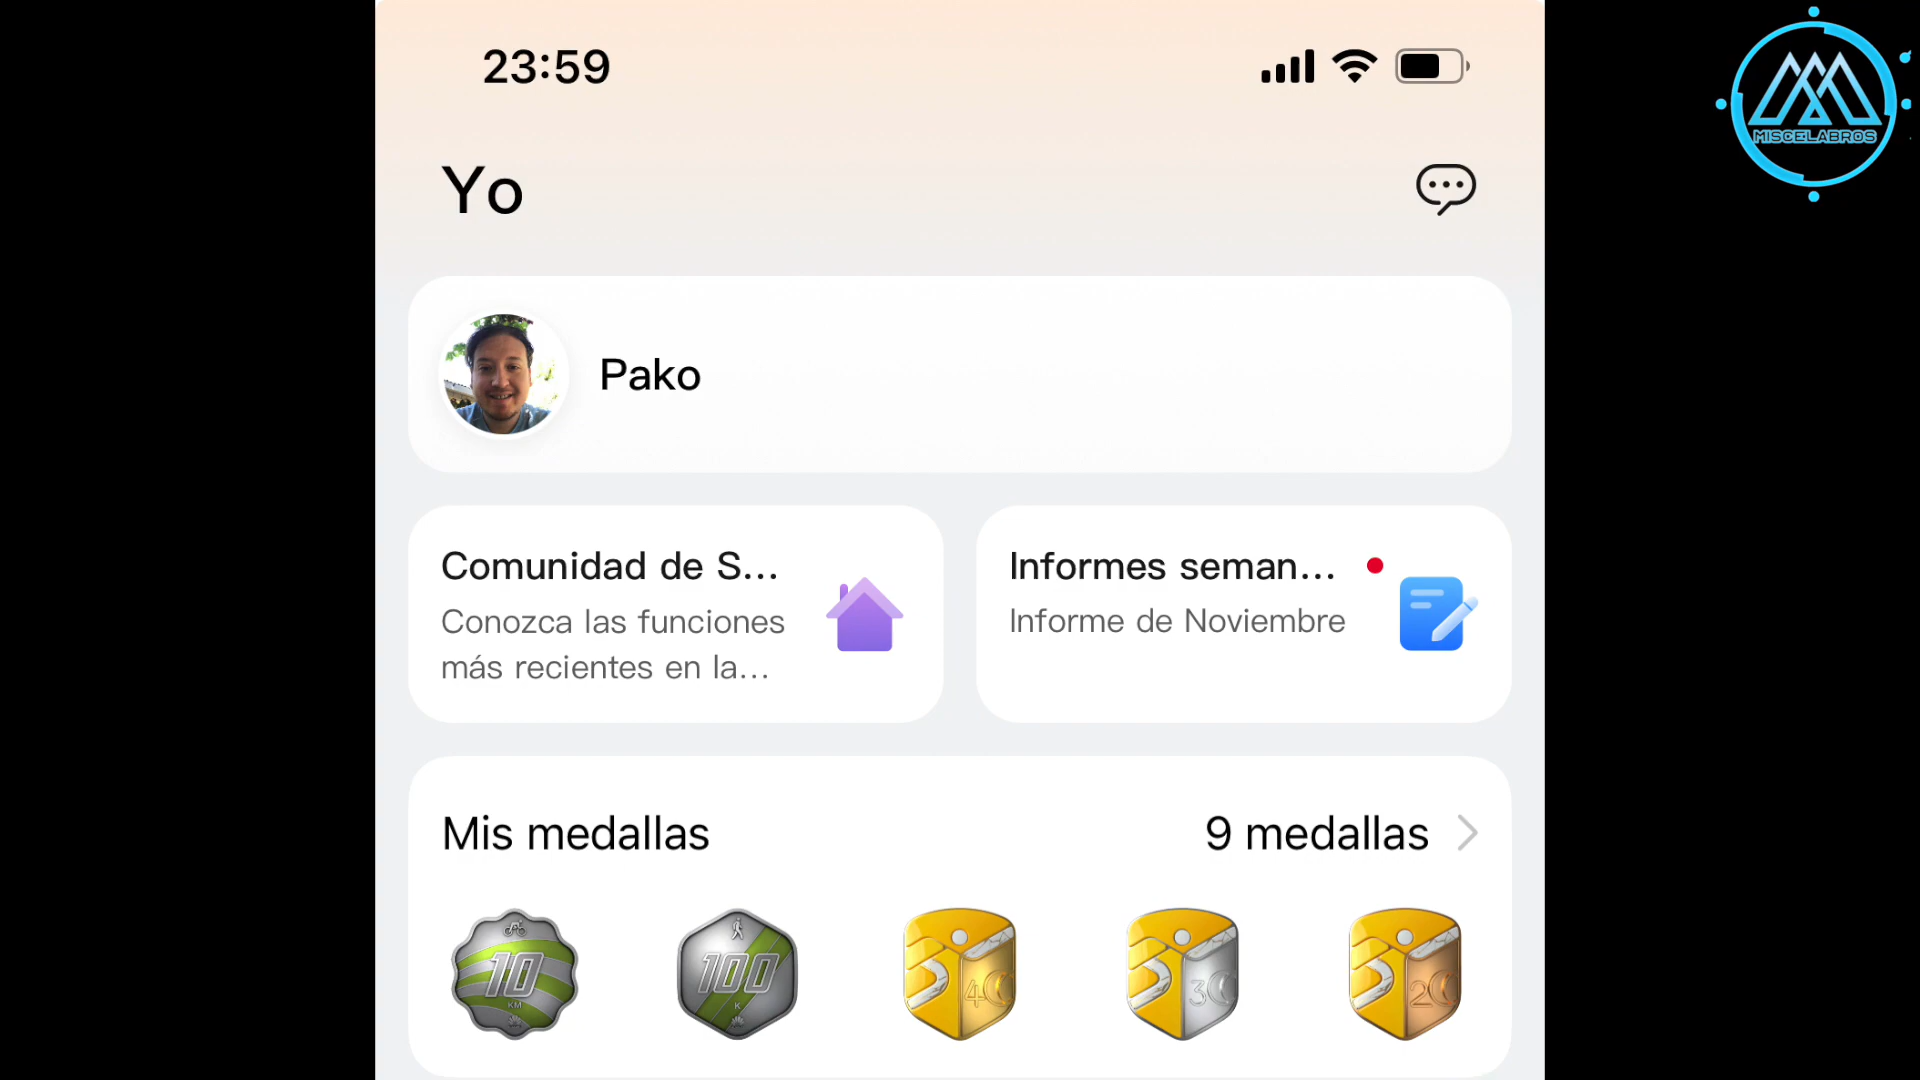 23:59
MISCELABROS
Yo
Pako
Comunidad de S...
Conozca las funciones
más recientes en la...
Informes seman...
Informe de Noviembre
Mis medallas
9 medallas
10
KM
100
K